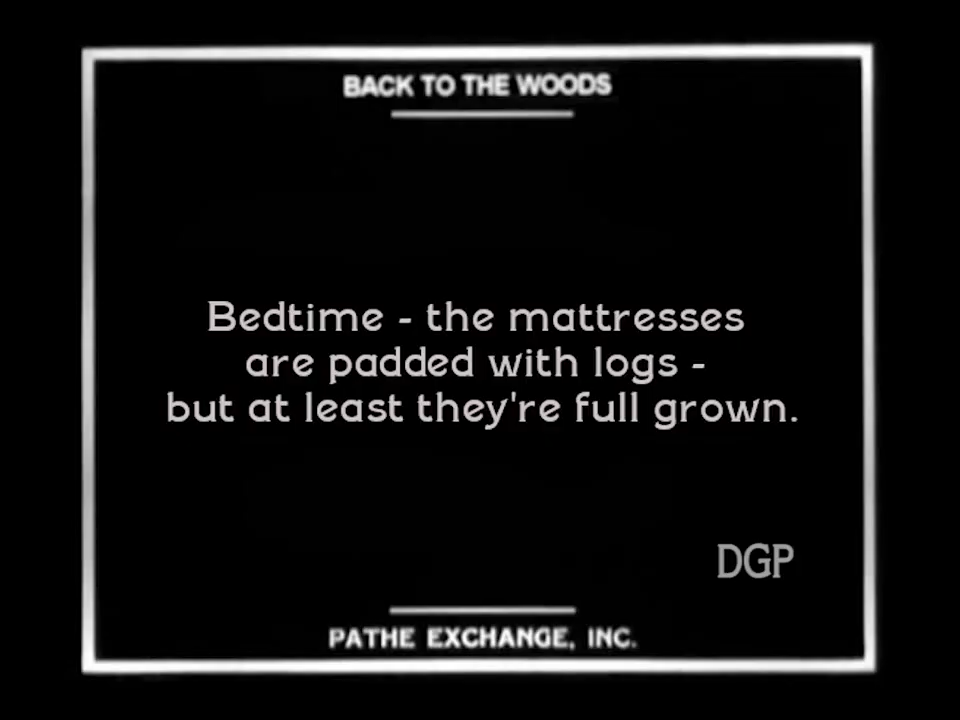 BACK TO THE WOODS
Bedtime - the mattresses
are padded with logs -
but at least they're full grown.
DGP
PATHE EXCHANGE, INC.